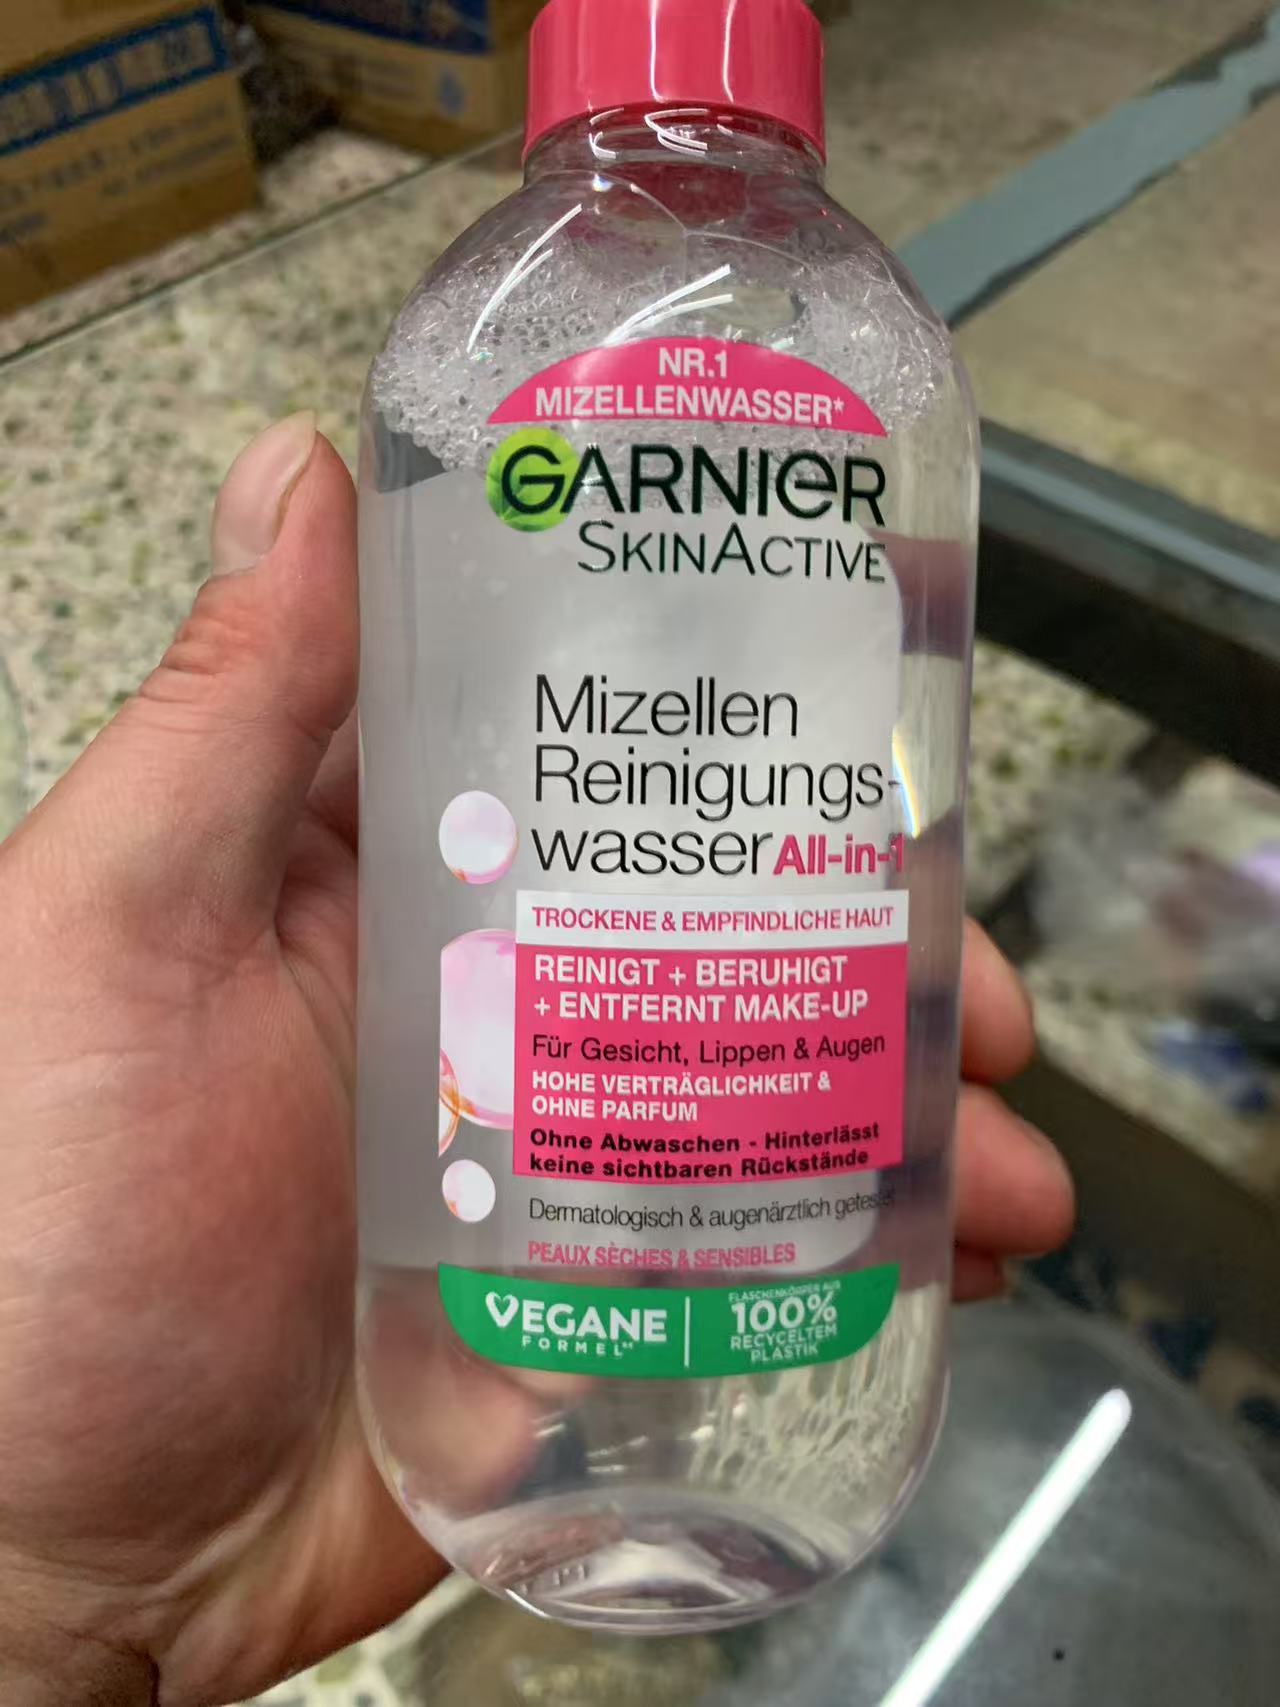 NR.1
MIZELLENWASSER*
GARNIER
SKINACTIVE
Mizellen
Reinigungs-
wasser All-in-1
TROCKENE & EMPFINDLICHE HAUT
REINIGT + BERUHIGT
+ ENTFERNT MAKE-UP
Für Gesicht, Lippen & Augen
HOHE VERTRÄGLICHKEIT &
OHNE PARFUM
Ohne Abwaschen - Hinterlässt
keine sichtbaren Rückstände
Dermatologisch & augenärztlich getestet
PEAUX SÈCHES & SENSIBLES
VEGANE
FORMEL**
FLASCHENKÖRPER AUS
100%
RECYCELTEM
PLASTIK